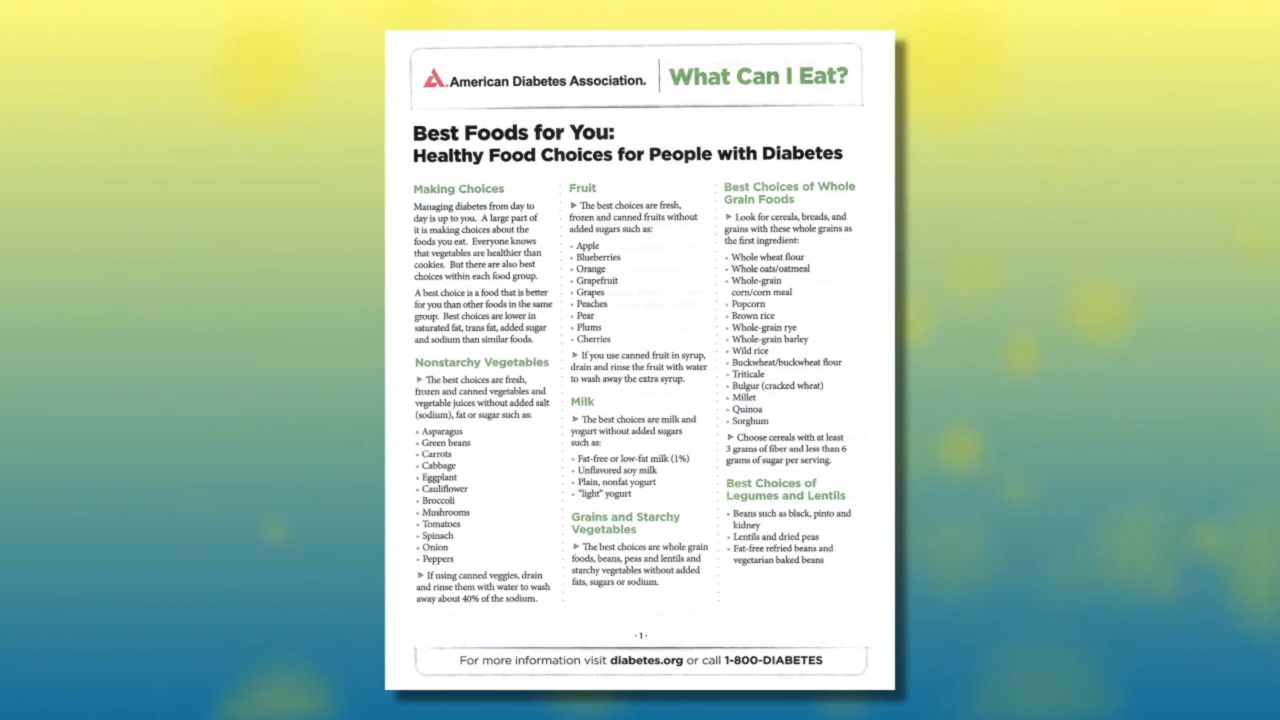 American Diabetes Association.
What Can I Eat?
Best Foods for You:
Healthy Food Choices for People with Diabetes
Making Choices
Managing diabetes from day to
day is up to you. A large part of
it is making choices about the
foods you eat. Everyone knows
that vegetables are healthier than
cookies. But there are also best
choices within each food group.
A best choice is a food that is better
for you than other foods in the same
group. Best choices are lower in
saturated fat, trans fat, added sugar
and sodium than similar foods.
Nonstarchy Vegetables
▶ The best choices are fresh,
frozen and canned vegetables and
vegetable juices without added salt
(sodium), fat or sugar such as:
• Asparagus
• Green beans
• Carrots
• Cabbage
• Eggplant
• Cauliflower
• Broccoli
• Mushrooms
• Tomatoes
• Spinach
• Onion
• Peppers
▶ If using canned veggies, drain
and rinse them with water to wash
away about 40% of the sodium.
Fruit
▶ The best choices are fresh,
frozen and canned fruits without
added sugars such as:
• Apple
• Blueberries
• Orange
• Grapefruit
• Grapes
• Peaches
• Pear
• Plums
• Cherries
▶ If you use canned fruit in syrup,
drain and rinse the fruit with water
to wash away the extra syrup.
Milk
▶ The best choices are milk and
yogurt without added sugars
such as:
• Fat-free or low-fat milk (1%)
• Unflavored soy milk
• Plain, nonfat yogurt
• "light" yogurt
Grains and Starchy
Vegetables
▶ The best choices are whole grain
foods, beans, peas and lentils and
starchy vegetables without added
fats, sugars or sodium.
Best Choices of Whole
Grain Foods
▶ Look for cereals, breads, and
grains with these whole grains as
the first ingredient:
• Whole wheat flour
• Whole oats/oatmeal
• Whole-grain
corn/corn meal
• Popcorn
• Brown rice
• Whole-grain rye
• Whole-grain barley
• Wild rice
• Buckwheat/buckwheat flour
• Triticale
• Bulgur (cracked wheat)
• Millet
• Quinoa
• Sorghum
▶ Choose cereals with at least
3 grams of fiber and less than 6
grams of sugar per serving.
Best Choices of
Legumes and Lentils
• Beans such as black, pinto and
kidney
• Lentils and dried peas
• Fat-free refried beans and
vegetarian baked beans
- 1 -
For more information visit diabetes.org or call 1-800-DIABETES